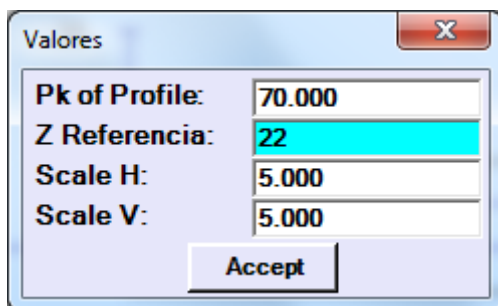 Valores
Pk of Profile: 70.000
Z Referencia: 22
Scale H: 5.000
Scale V: 5.000
Accept